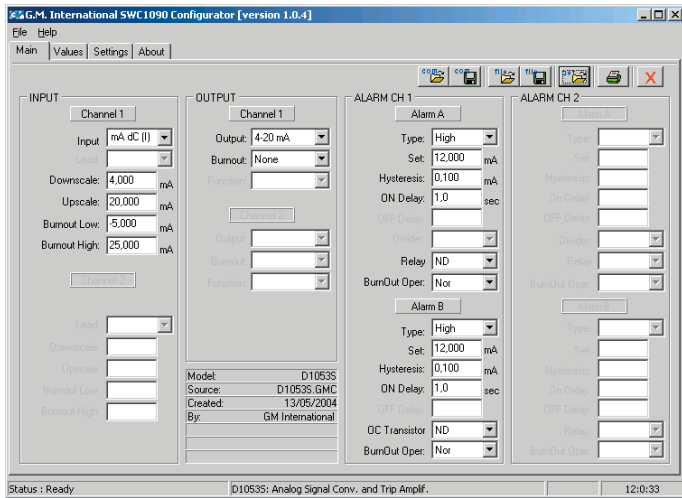 G.M. International SWC1090 Configurator [version 1.0.4]
File Help
Main Values Settings About
com com file file
INPUT
Channel 1
Input mA dC (I)
Lead:
Downscale: 4,000 mA
Upscale: 20,000 mA
Burnout Low: -5,000 mA
Burnout High: 25,000 mA
Channel 2
Lead:
Downscale:
Upscale:
Burnout Low:
Burnout High:
OUTPUT
Channel 1
Output: 4-20 mA
Burnout: None
Function:
Channel 2
Output:
Burnout:
Function:
Model: D1053S
Source: D1053S.GMC
Created: 13/05/2004
By: GM International
ALARM CH 1
Alarm A
Type: High
Set: 12,000 mA
Hysteresis: 0,100 mA
ON Delay: 1,0 sec
OFF Delay:
Divider:
Relay ND
BurnOut Oper: Nor
Alarm B
Type: High
Set: 12,000 mA
Hysteresis: 0,100 mA
ON Delay: 1,0 sec
OFF Delay:
OC Transistor ND
BurnOut Oper: Nor
ALARM CH 2
Alarm A
Type:
Set:
Hysteresis:
On Delay:
OFF Delay:
Divider:
Relay
BurnOut Oper:
Alarm B
Type:
Set:
Hysteresis:
On Delay:
OFF Delay:
Relay
BurnOut Oper:
Status : Ready
D1053S: Analog Signal Conv. and Trip Amplif.
12:0:33